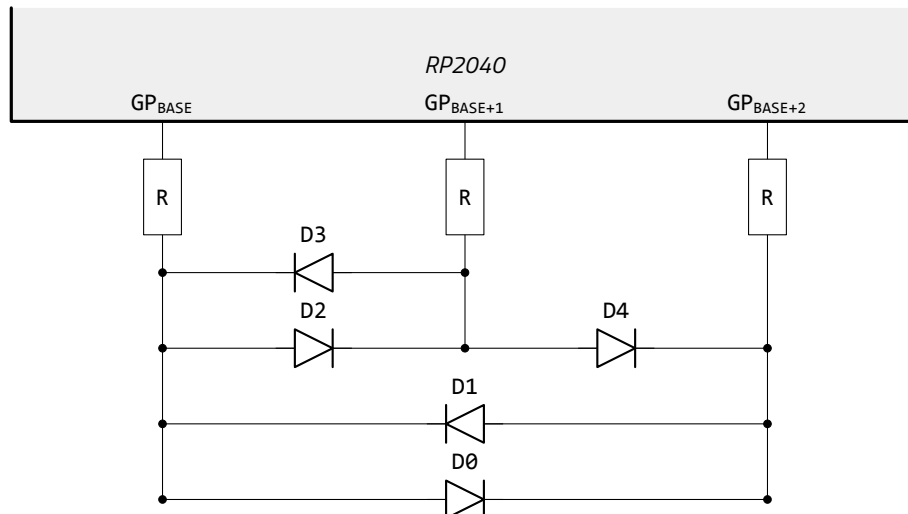 RP2040
GPBASE GPBASE+1 GPBASE+2
R R R
D3
D2 D4
D1
D0